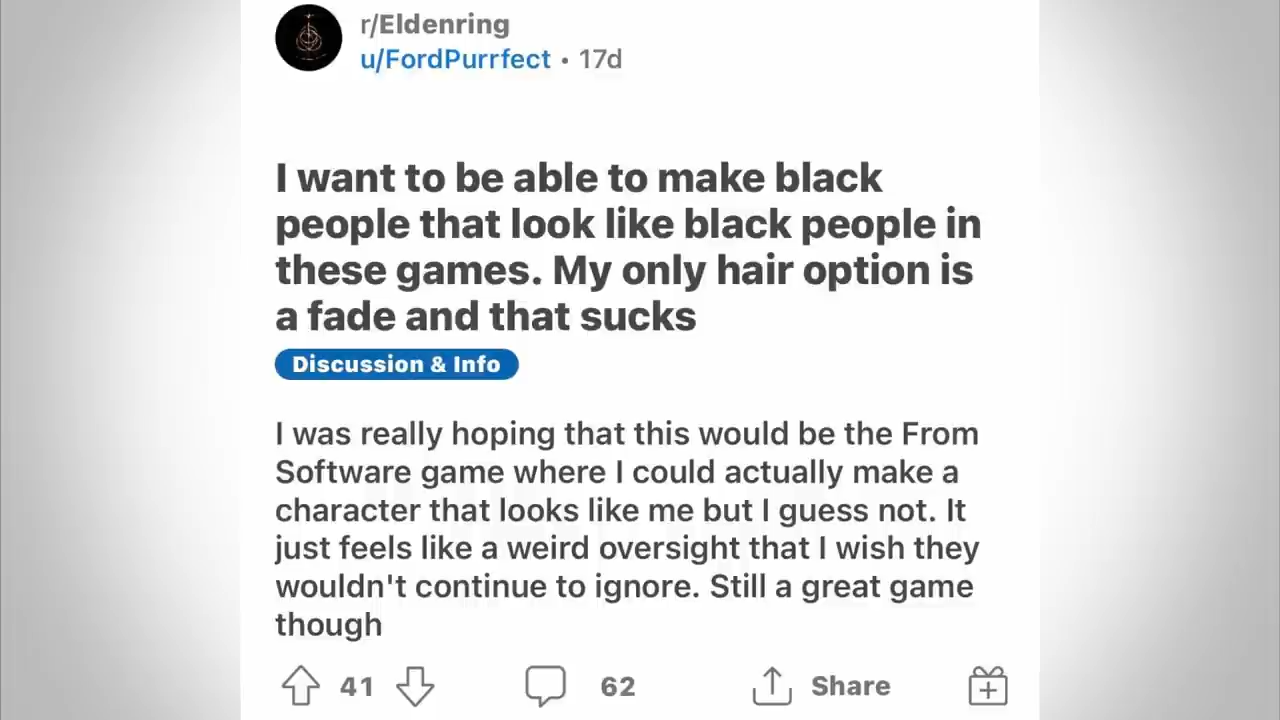 r/Eldenring
u/FordPurrfect • 17d
I want to be able to make black
people that look like black people in
these games. My only hair option is
a fade and that sucks
Discussion & Info
I was really hoping that this would be the From
Software game where I could actually make a
character that looks like me but I guess not. It
just feels like a weird oversight that I wish they
wouldn't continue to ignore. Still a great game
though
41 62 Share